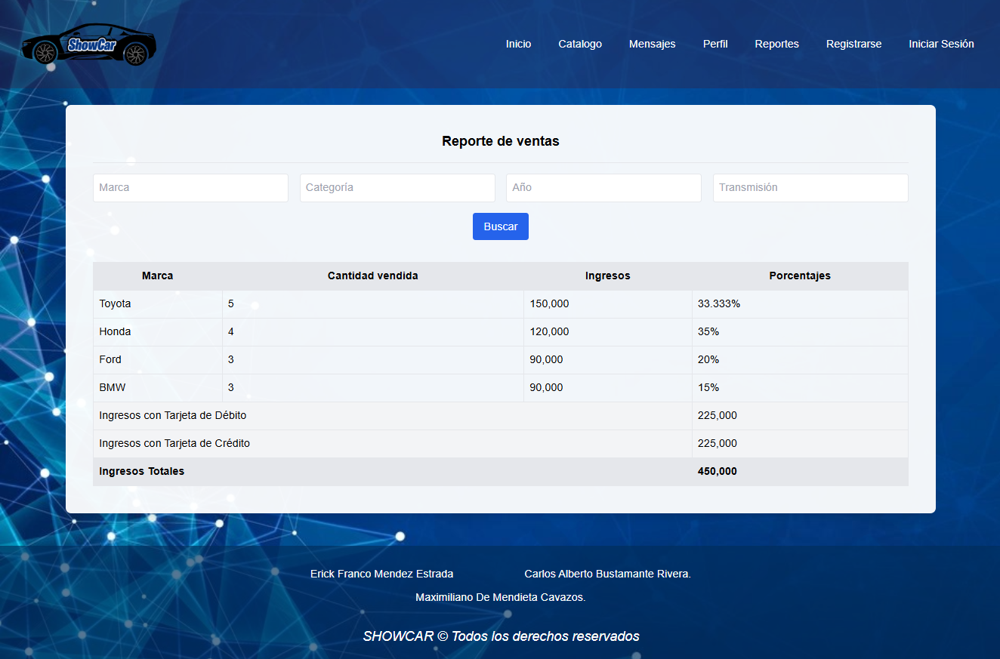 ShowCar
Inicio Catalogo Mensajes Perfil Reportes Registrarse Iniciar Sesión
Reporte de ventas
Marca Categoría Año Transmisión
Buscar
Marca Cantidad vendida Ingresos Porcentajes
Toyota 5 150,000 33.333%
Honda 4 120,000 35%
Ford 3 90,000 20%
BMW 3 90,000 15%
Ingresos con Tarjeta de Débito 225,000
Ingresos con Tarjeta de Crédito 225,000
Ingresos Totales 450,000
Erick Franco Mendez Estrada Carlos Alberto Bustamante Rivera.
Maximiliano De Mendieta Cavazos.
SHOWCAR © Todos los derechos reservados